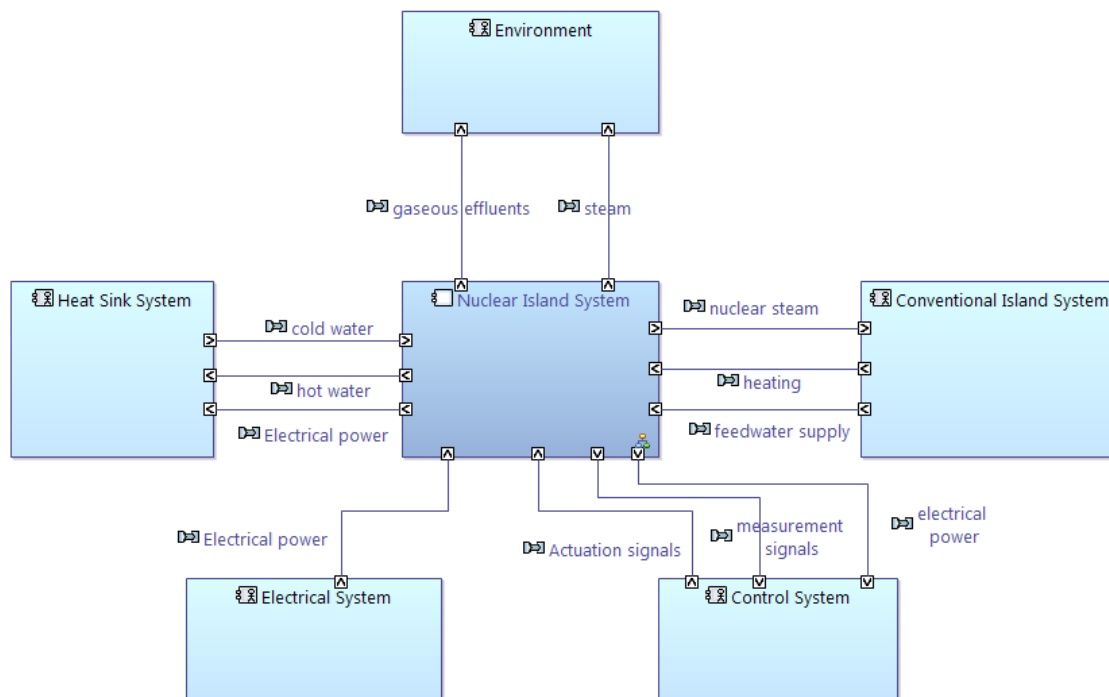 Environment
gaseous effluents
steam
Heat Sink System
Nuclear Island System
Conventional Island System
cold water
nuclear steam
hot water
heating
Electrical power
feedwater supply
Electrical power
Actuation signals
measurement
signals
electrical
power
Electrical System
Control System